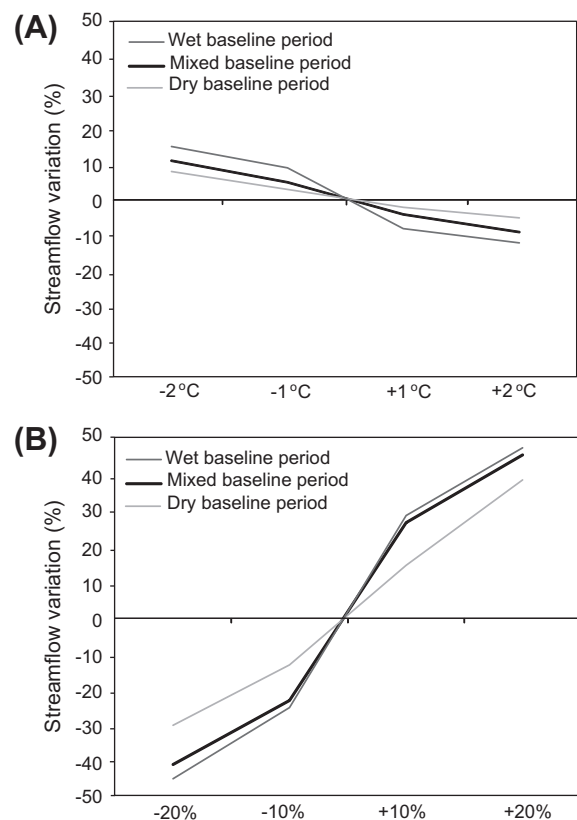 (A)
50
40
30
20
10
0
-10
-20
-30
-40
-50
Streamflow variation (%)
Wet baseline period
Mixed baseline period
Dry baseline period
-2 °C -1 °C +1 °C +2 °C
(B)
50
40
30
20
10
0
-10
-20
-30
-40
-50
Streamflow variation (%)
Wet baseline period
Mixed baseline period
Dry baseline period
-20% -10% +10% +20%